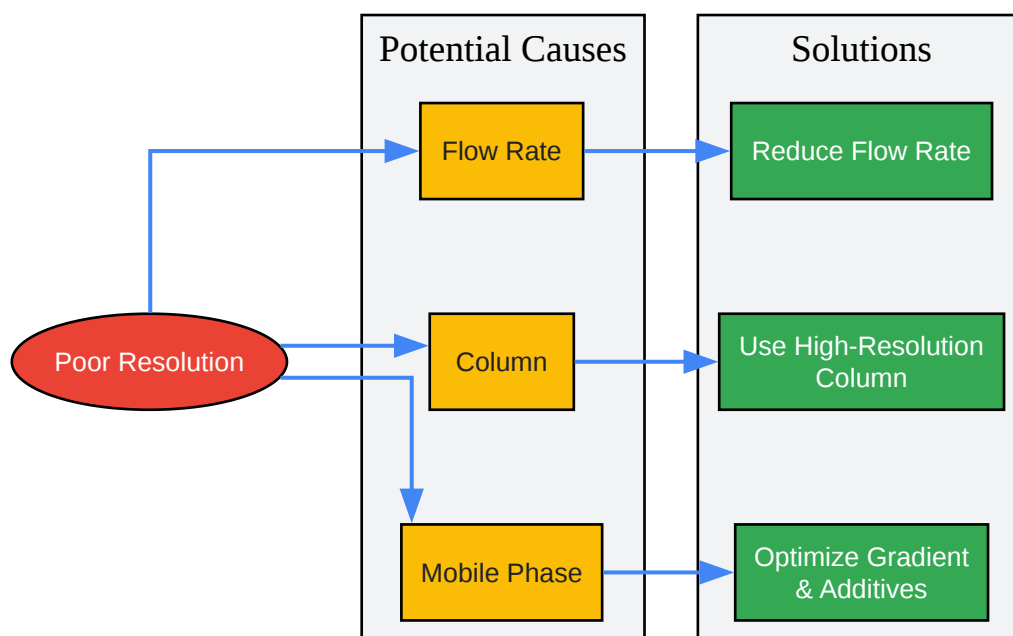 Potential Causes
Solutions
Flow Rate
Reduce Flow Rate
Poor Resolution
Column
Use High-Resolution
Column
Mobile Phase
Optimize Gradient
& Additives